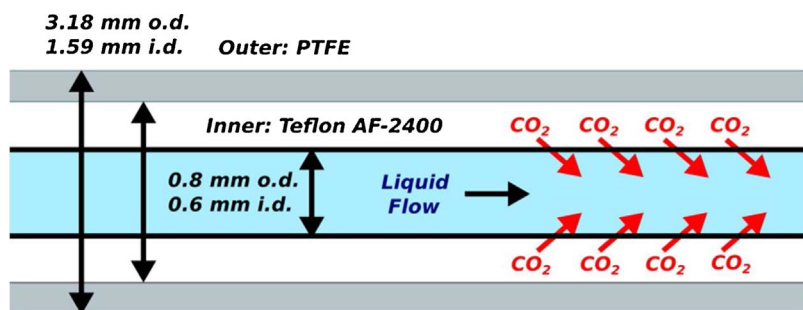 3.18 mm o.d.
1.59 mm i.d. Outer: PTFE
Inner: Teflon AF-2400
CO₂ CO₂ CO₂ CO₂
0.8 mm o.d.
0.6 mm i.d.
Liquid
Flow
CO₂ CO₂ CO₂ CO₂